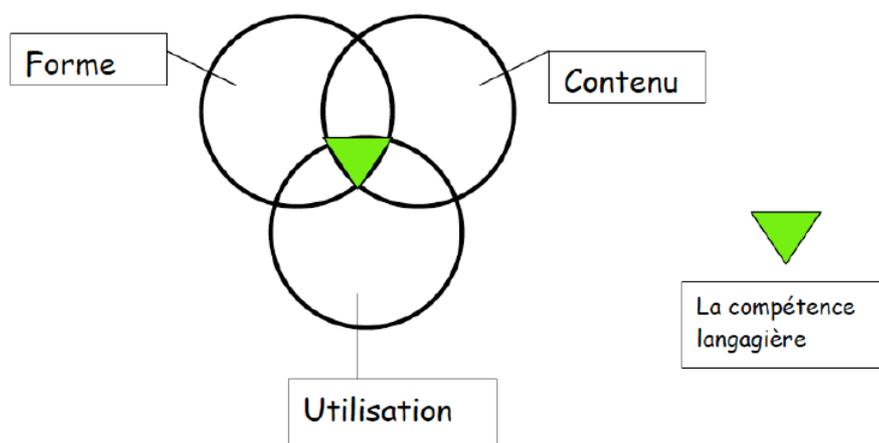 Forme
Contenu
La compétence
langagière
Utilisation